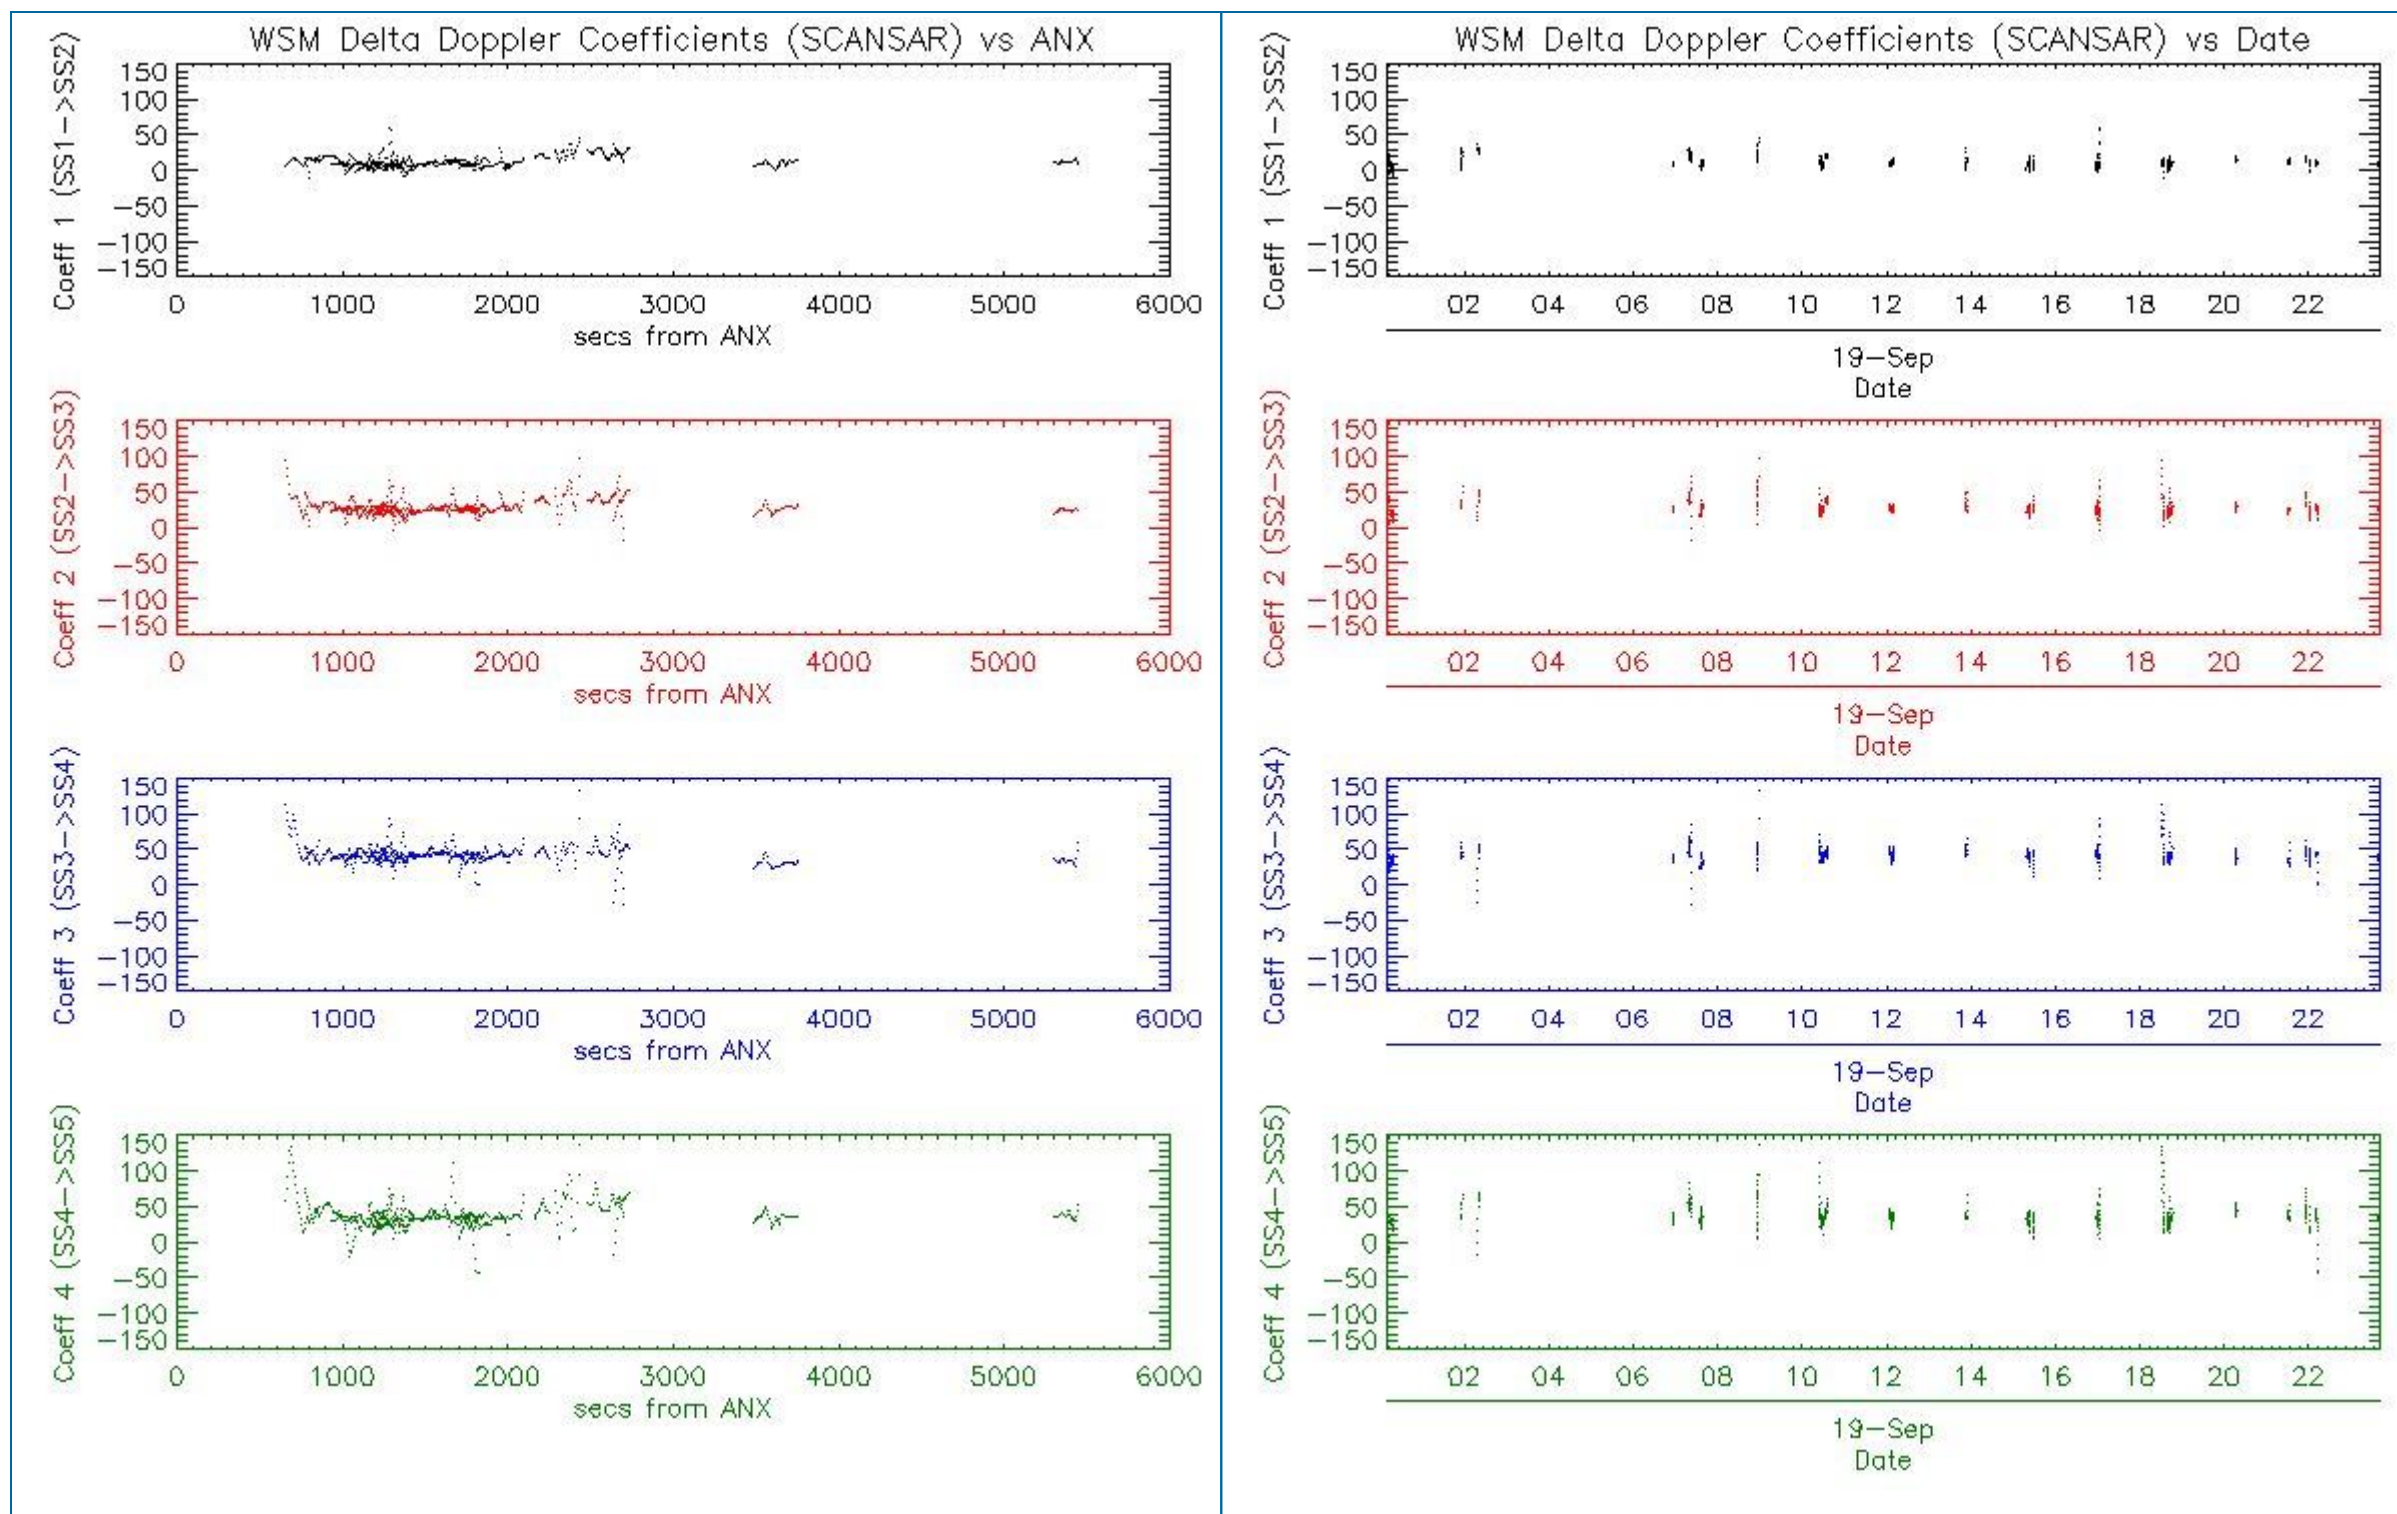 WSM Delta Doppler Coefficients (SCANSAR) vs ANX
Coeff 1 (SS1->SS2)
150
100
50
0
-50
-100
-150
0 1000 2000 3000 4000 5000 6000
secs from ANX
Coeff 2 (SS2->SS3)
150
100
50
0
-50
-100
-150
0 1000 2000 3000 4000 5000 6000
secs from ANX
Coeff 3 (SS3->SS4)
150
100
50
0
-50
-100
-150
0 1000 2000 3000 4000 5000 6000
secs from ANX
Coeff 4 (SS4->SS5)
150
100
50
0
-50
-100
-150
0 1000 2000 3000 4000 5000 6000
secs from ANX
WSM Delta Doppler Coefficients (SCANSAR) vs Date
Coeff 1 (SS1->SS2)
150
100
50
0
-50
-100
-150
02 04 06 08 10 12 14 16 18 20 22
19-Sep
Date
Coeff 2 (SS2->SS3)
150
100
50
0
-50
-100
-150
02 04 06 08 10 12 14 16 18 20 22
19-Sep
Date
Coeff 3 (SS3->SS4)
150
100
50
0
-50
-100
-150
02 04 06 08 10 12 14 16 18 20 22
19-Sep
Date
Coeff 4 (SS4->SS5)
150
100
50
0
-50
-100
-150
02 04 06 08 10 12 14 16 18 20 22
19-Sep
Date